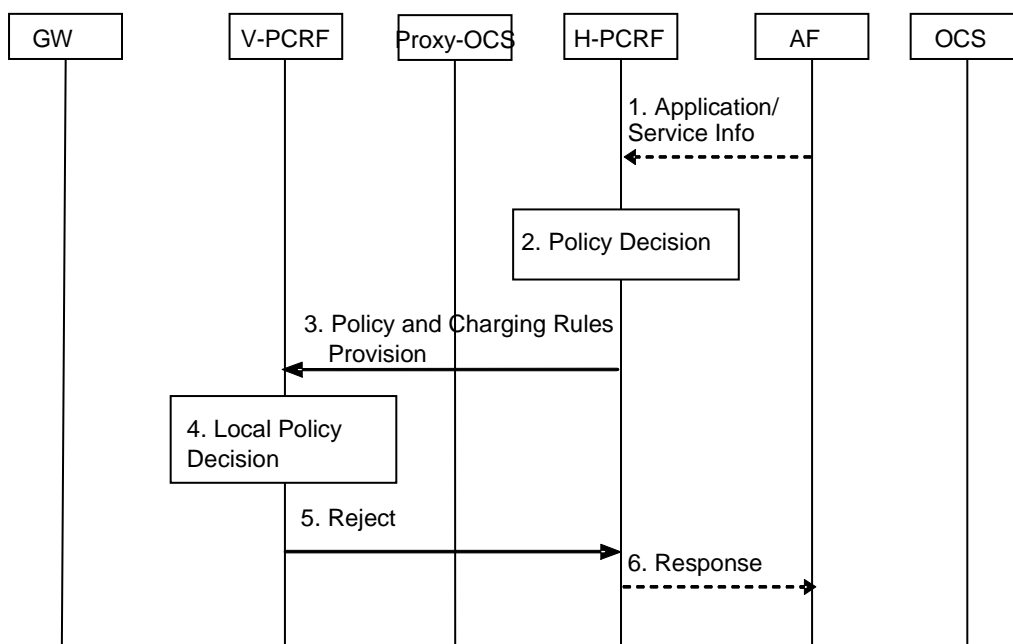 GW
V-PCRF
Proxy-OCS
H-PCRF
AF
OCS
1. Application/
Service Info
2. Policy Decision
3. Policy and Charging Rules
Provision
4. Local Policy
Decision
5. Reject
6. Response